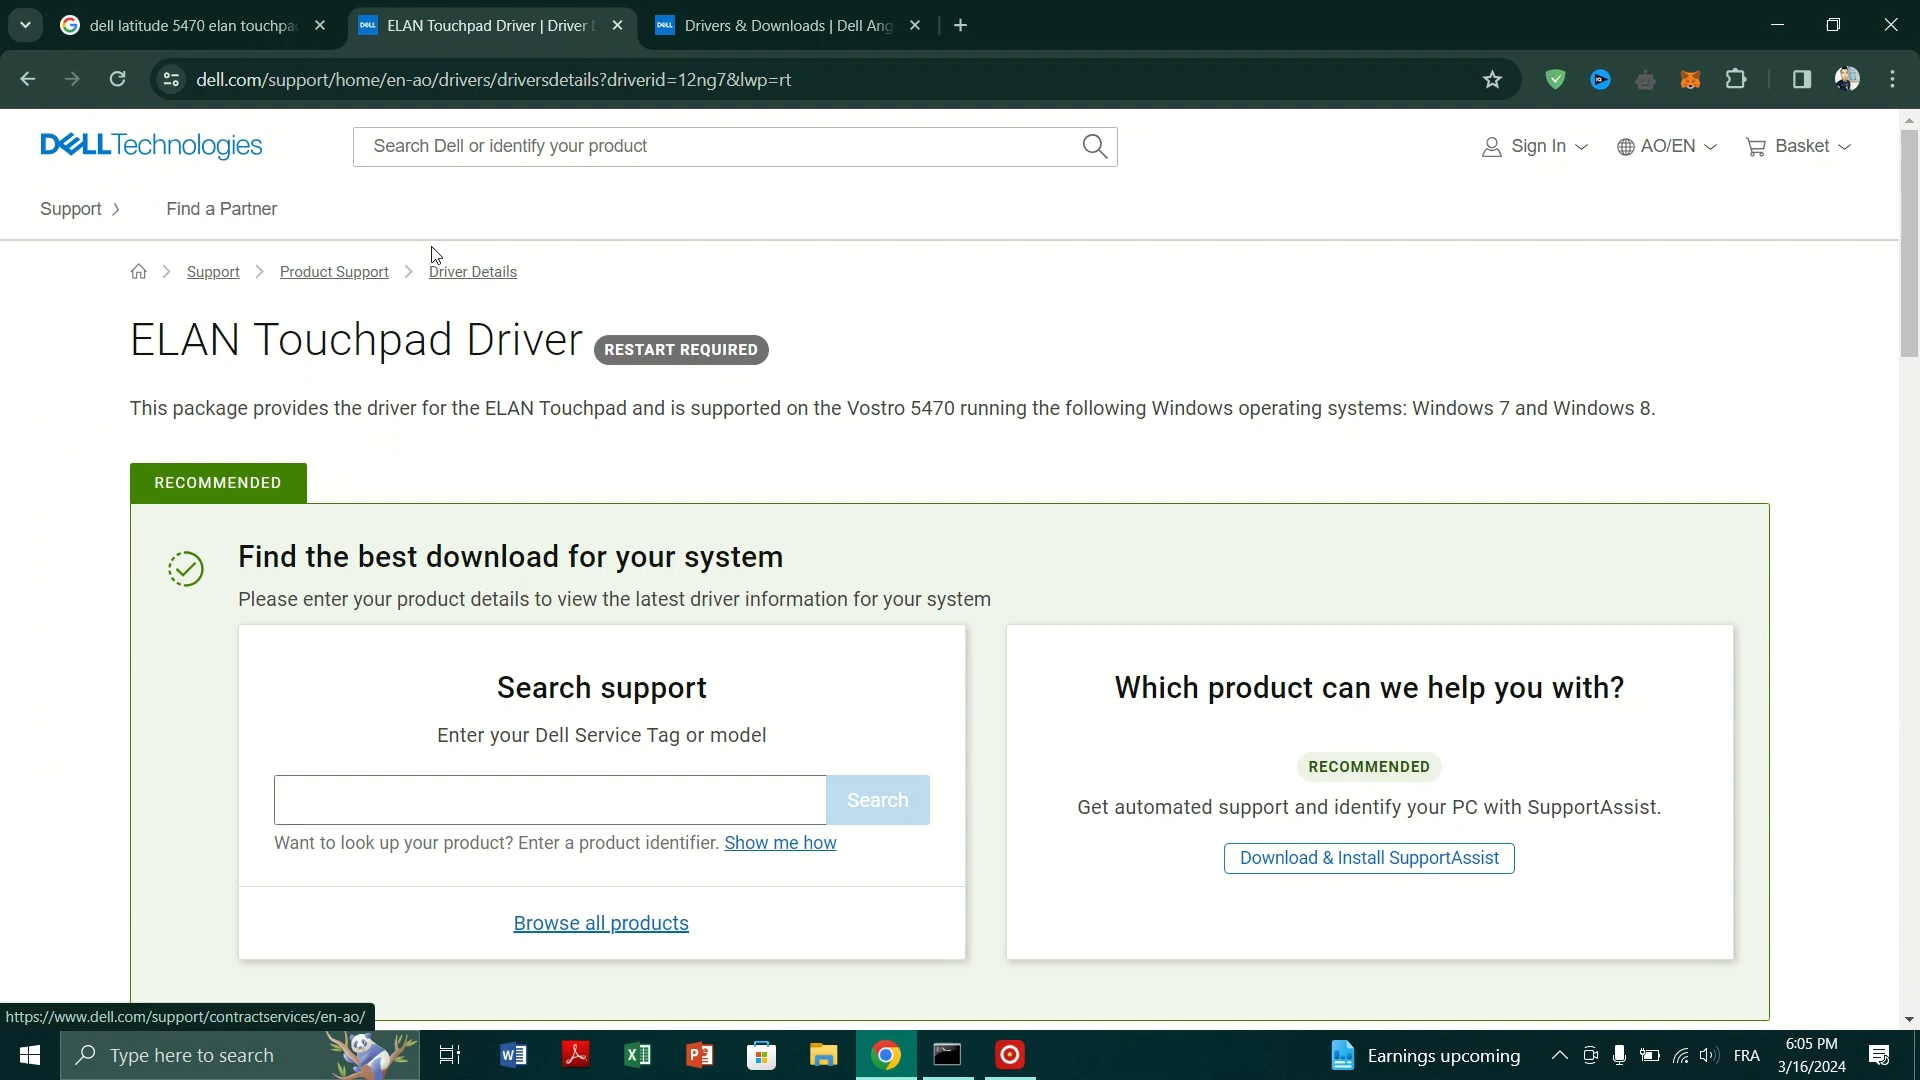 dell latitude 5470 elan touchpa
ELAN Touchpad Driver | Driver
Drivers & Downloads | Dell Ang
dell.com/support/home/en-ao/drivers/driversdetails?driverid=12ng7&lwp=rt
DELLTechnologies
Search Dell or identify your product
Sign In
AO/EN
Basket
Support
Find a Partner
Support
Product Support
Driver Details
ELAN Touchpad Driver
RESTART REQUIRED
This package provides the driver for the ELAN Touchpad and is supported on the Vostro 5470 running the following Windows operating systems: Windows 7 and Windows 8.
RECOMMENDED
Find the best download for your system
Please enter your product details to view the latest driver information for your system
Search support
Enter your Dell Service Tag or model
Search
Want to look up your product? Enter a product identifier. Show me how
Browse all products
Which product can we help you with?
RECOMMENDED
Get automated support and identify your PC with SupportAssist.
Download & Install SupportAssist
https://www.dell.com/support/contractservices/en-ao/
Type here to search
Earnings upcoming
FRA
6:05 PM
3/16/2024